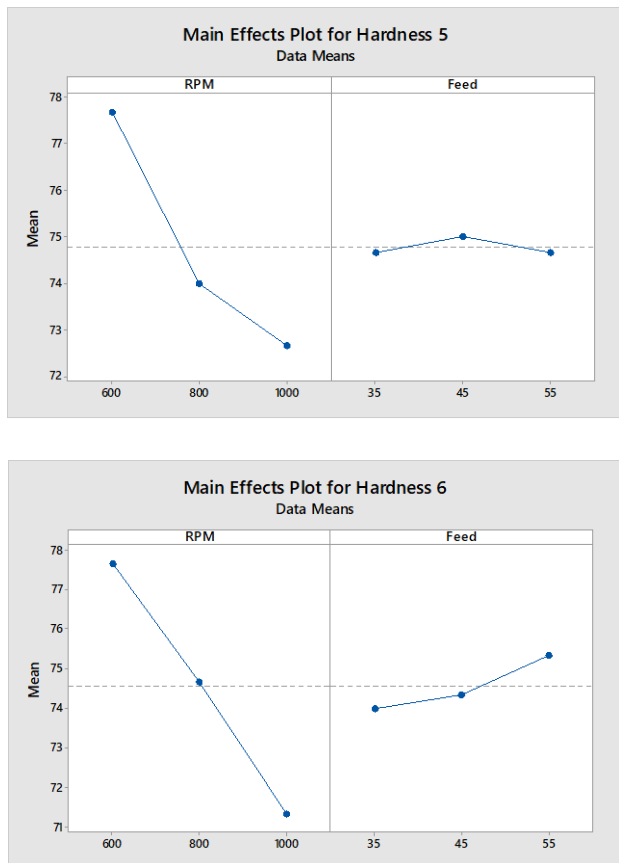 Main Effects Plot for Hardness 5
Data Means
RPM Feed
78
77
76
75
74
73
72
Mean
600 800 1000 35 45 55
Main Effects Plot for Hardness 6
Data Means
RPM Feed
78
77
76
75
74
73
72
71
Mean
600 800 1000 35 45 55